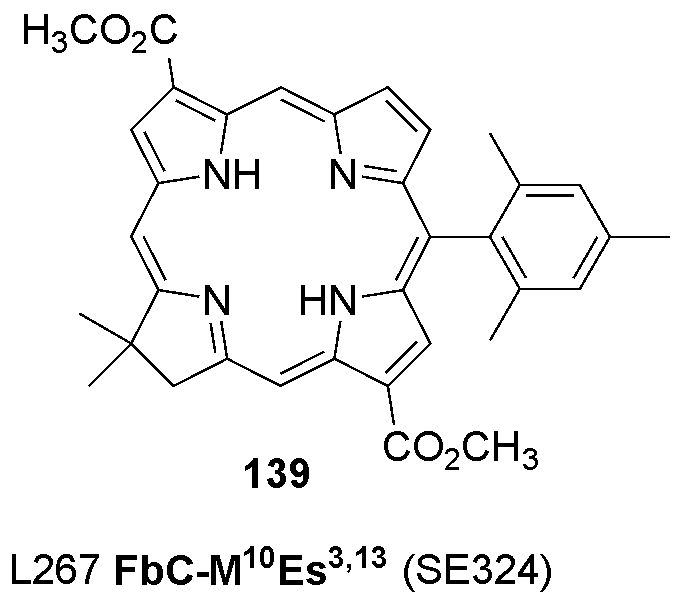 H₃CO₂C
NH
N
N
HN
CO₂CH₃
139
L267 FbC-M¹⁰Es³,¹³ (SE324)